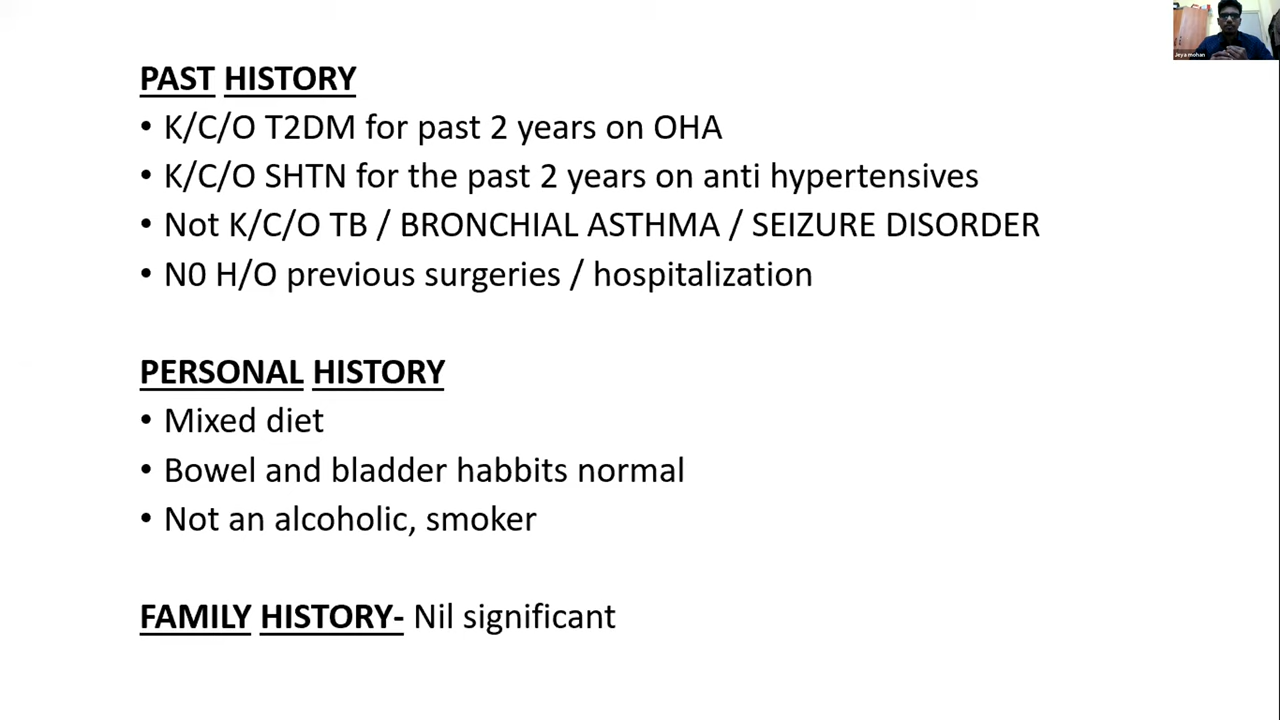 Jeya mohan
PAST HISTORY
• K/C/O T2DM for past 2 years on OHA
• K/C/O SHTN for the past 2 years on anti hypertensives
• Not K/C/O TB / BRONCHIAL ASTHMA / SEIZURE DISORDER
• N0 H/O previous surgeries / hospitalization
PERSONAL HISTORY
• Mixed diet
• Bowel and bladder habbits normal
• Not an alcoholic, smoker
FAMILY HISTORY- Nil significant